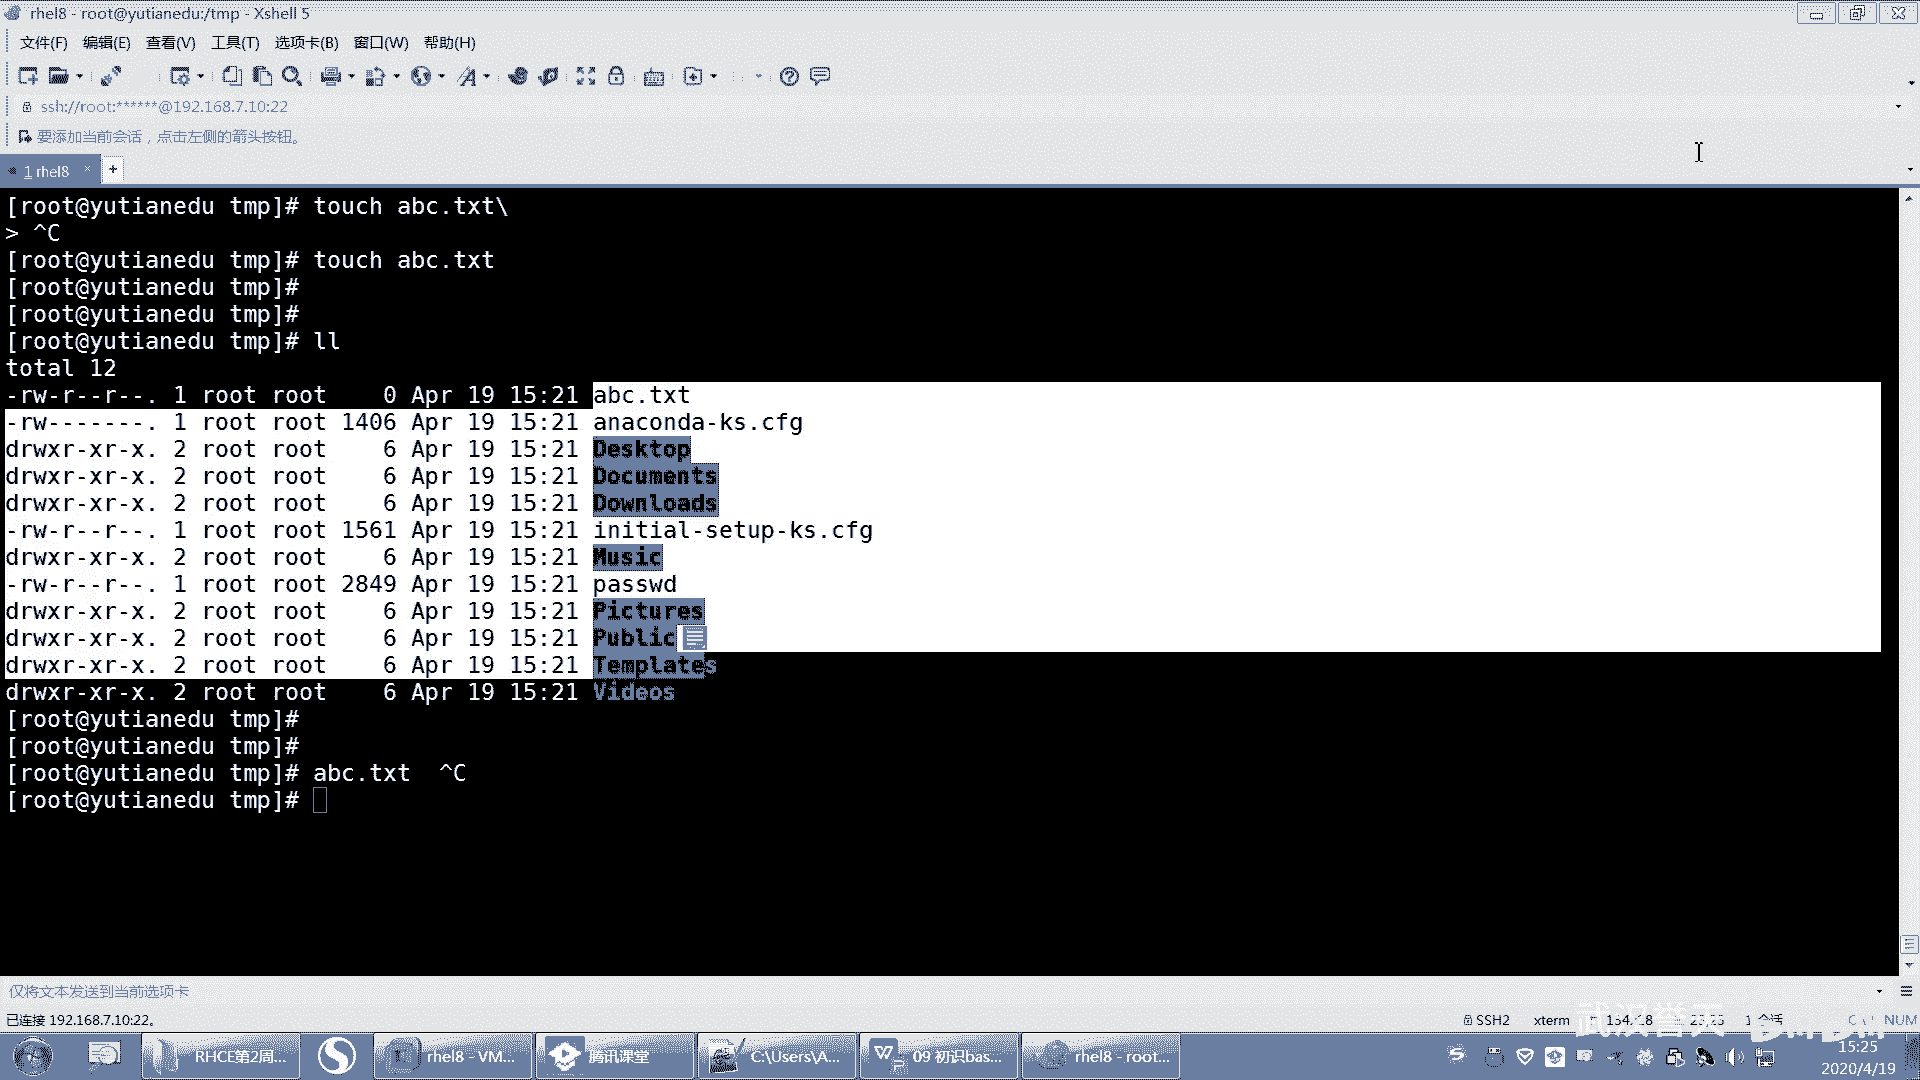 rhel8 - root@yutianedu:/tmp - Xshell 5
文件(F) 编辑(E) 查看(V) 工具(T) 选项卡(B) 窗口(W) 帮助(H)
ssh://root:******@192.168.7.10:22
要添加当前会话，点击左侧的箭头按钮。
1 rhel8 × +
[root@yutianedu tmp]# touch abc.txt\
> ^C
[root@yutianedu tmp]# touch abc.txt
[root@yutianedu tmp]#
[root@yutianedu tmp]#
[root@yutianedu tmp]# ll
total 12
-rw-r--r--. 1 root root    0 Apr 19 15:21 abc.txt
-rw-------. 1 root root 1406 Apr 19 15:21 anaconda-ks.cfg
drwxr-xr-x. 2 root root    6 Apr 19 15:21 Desktop
drwxr-xr-x. 2 root root    6 Apr 19 15:21 Documents
drwxr-xr-x. 2 root root    6 Apr 19 15:21 Downloads
-rw-r--r--. 1 root root 1561 Apr 19 15:21 initial-setup-ks.cfg
drwxr-xr-x. 2 root root    6 Apr 19 15:21 Music
-rw-r--r--. 1 root root 2849 Apr 19 15:21 passwd
drwxr-xr-x. 2 root root    6 Apr 19 15:21 Pictures
drwxr-xr-x. 2 root root    6 Apr 19 15:21 Public
drwxr-xr-x. 2 root root    6 Apr 19 15:21 Templates
drwxr-xr-x. 2 root root    6 Apr 19 15:21 Videos
[root@yutianedu tmp]#
[root@yutianedu tmp]#
[root@yutianedu tmp]# abc.txt  ^C
[root@yutianedu tmp]#
仅将文本发送到当前选项卡
已连接 192.168.7.10:22。 SSH2 xterm NUM
RHCE第2周... rhel8 - VM... 腾讯课堂 C:\Users\A... 09 初识bas... rhel8 - root...
15:25
2020/4/19